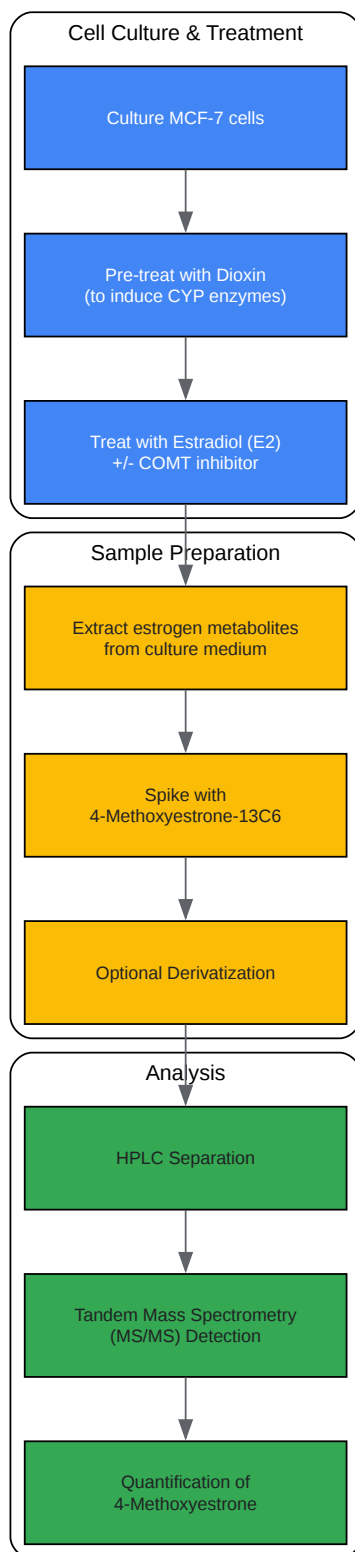 Cell Culture & Treatment
Culture MCF-7 cells
Pre-treat with Dioxin
(to induce CYP enzymes)
Treat with Estradiol (E2)
+/- COMT inhibitor
Sample Preparation
Extract estrogen metabolites
from culture medium
Spike with
4-Methoxyestrone-13C6
Optional Derivatization
Analysis
HPLC Separation
Tandem Mass Spectrometry
(MS/MS) Detection
Quantification of
4-Methoxyestrone